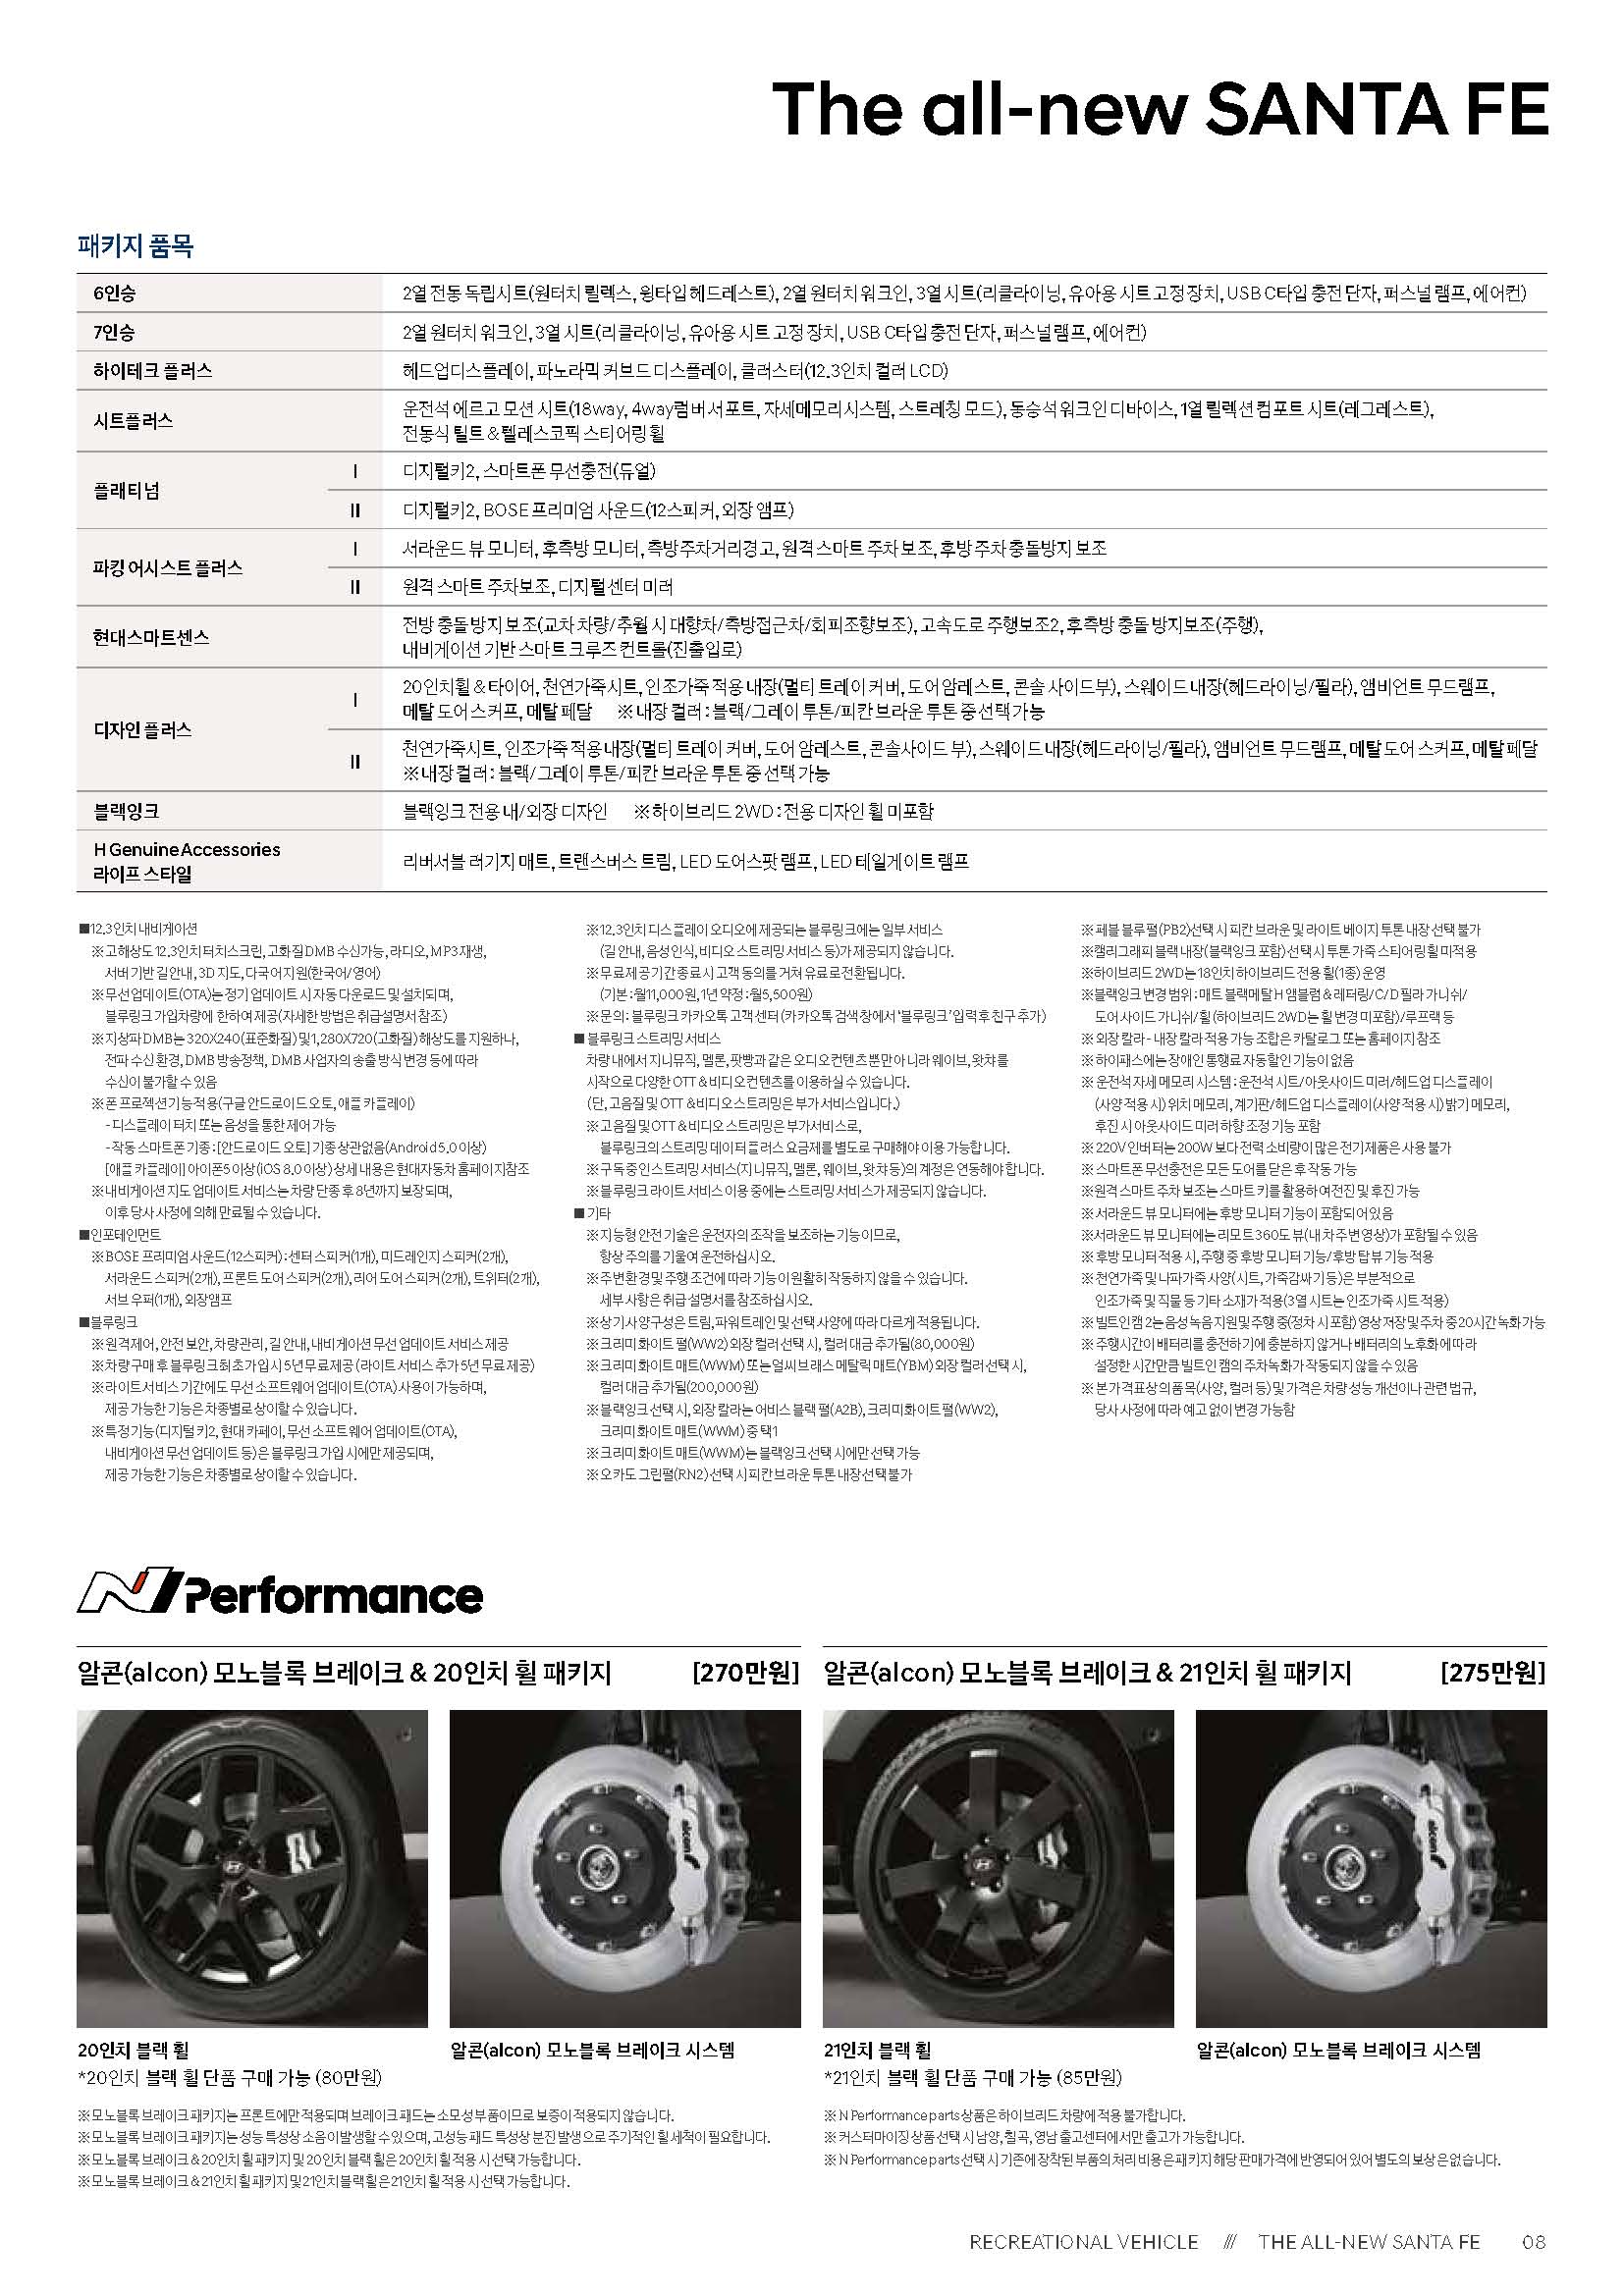 The all-new SANTA FE
패키지 품목
6인승 2열 전동 독립시트(원터치 릴렉스, 윙타입 헤드레스트), 2열 원터치 워크인, 3열 시트(리클라이닝, 유아용 시트 고정장치, USB C타입 충전 단자, 퍼스널 램프, 에어컨)
7인승 2열 원터치 워크인, 3열 시트(리클라이닝, 유아용 시트 고정 장치, USB C타입 충전 단자, 퍼스널 램프, 에어컨)
하이테크 플러스 헤드업디스플레이, 파노라믹 커브드 디스플레이, 클러스터(12.3인치 컬러 LCD)
시트플러스 운전석 에르고 모션 시트(18way, 4way럼버서포트, 자세메모리시스템, 스트레칭 모드), 동승석 워크인 디바이스, 1열 릴렉션 컴포트 시트(레그레스트),
전동식 틸트 & 텔레스코픽 스티어링 휠
플래티넘 I 디지털키2, 스마트폰 무선충전(듀얼)
II 디지털키2, BOSE 프리미엄 사운드(12스피커, 외장 앰프)
파킹 어시스트 플러스 I 서라운드 뷰 모니터, 후측방 모니터, 측방주차거리경고, 원격 스마트 주차 보조, 후방 주차 충돌방지 보조
II 원격 스마트 주차보조, 디지털센터 미러
현대스마트센스 전방 충돌 방지 보조(교차 차량/추월 시 대향차/측방접근차/회피조향보조), 고속도로 주행보조2, 후측방 충돌 방지보조(주행),
내비게이션 기반 스마트 크루즈 컨트롤(진출입로)
디자인 플러스 I 20인치휠 & 타이어, 천연가죽시트, 인조가죽 적용 내장(멀티 트레이 커버, 도어 암레스트, 콘솔 사이드부), 스웨이드 내장(헤드라이닝/필라), 앰비언트 무드램프,
메탈 도어 스커프, 메탈 페달 ※ 내장 컬러 : 블랙/그레이 투톤/피칸 브라운 투톤 중 선택 가능
II 천연가죽시트, 인조가죽 적용 내장(멀티 트레이 커버, 도어 암레스트, 콘솔사이드 부), 스웨이드 내장(헤드라이닝/필라), 앰비언트 무드램프, 메탈 도어 스커프, 메탈 페달
※ 내장 컬러 : 블랙/그레이 투톤/피칸 브라운 투톤 중 선택 가능
블랙잉크 블랙잉크 전용 내/외장 디자인 ※ 하이브리드 2WD : 전용 디자인 휠 미포함
H Genuine Accessories
라이프 스타일 리버서블 러기지 매트, 트랜스버스 트림, LED 도어스팟 램프, LED 테일게이트 램프
■ 12.3인치 내비게이션
※ 고해상도 12.3인치 터치스크린, 고화질 DMB 수신가능, 라디오, MP3 재생,
서버 기반 길안내, 3D 지도, 다국어 지원(한국어/영어)
※ 무선업데이트(OTA)는 정기 업데이트 시 자동 다운로드 및 설치되며,
블루링크 가입차량에 한하여 제공(자세한 방법은 취급설명서 참조)
※ 지상파 DMB는 320X240(표준화질) 및 1,280X720(고화질) 해상도를 지원하나,
전파 수신 환경, DMB 방송정책, DMB 사업자의 송출 방식 변경 등에 따라
수신이 불가할 수 있음
※ 폰 프로젝션 기능 적용(구글 안드로이드 오토, 애플 카플레이)
- 디스플레이 터치 또는 음성을 통한 제어 가능
- 작동 스마트폰 기종 : [안드로이드 오토] 기종 상관없음(Android 5.0 이상)
[애플 카플레이] 아이폰5 이상(iOS 8.0 이상) 상세 내용은 현대자동차 홈페이지참조
※ 내비게이션 지도 업데이트 서비스는 차량 단종 후 8년까지 보장되며,
이후 당사 사정에 의해 만료될 수 있습니다.
■ 인포테인먼트
※ BOSE 프리미엄 사운드(12스피커) : 센터 스피커(1개), 미드레인지 스피커(2개),
서라운드 스피커(2개), 프론트 도어 스피커(2개), 리어 도어 스피커(2개), 트위터(2개),
서브 우퍼(1개), 외장앰프
■ 블루링크
※ 원격제어, 안전 보안, 차량관리, 길 안내, 내비게이션 무선 업데이트 서비스 제공
※ 차량 구매 후 블루링크 최초 가입 시 5년 무료 제공 (라이트 서비스 추가 5년 무료 제공)
※ 라이트서비스 기간에도 무선 소프트웨어 업데이트(OTA) 사용이 가능하며,
제공 가능한 기능은 차종별로 상이할 수 있습니다.
※ 특정기능(디지털 키2, 현대 카페이, 무선 소프트웨어 업데이트(OTA),
내비게이션 무선 업데이트 등)은 블루링크 가입 시에만 제공되며,
제공 가능한 기능은 차종별로 상이할 수 있습니다.
※ 12.3인치 디스플레이 오디오에 제공되는 블루링크에는 일부 서비스
(길 안내, 음성인식, 비디오 스트리밍 서비스 등)가 제공되지 않습니다.
※ 무료제공 기간 종료 시 고객 동의를 거쳐 유료로 전환됩니다.
(기본 : 월11,000원, 1년 약정 : 월5,500원)
※ 문의 : 블루링크 카카오톡 고객 센터 (카카오톡 검색창에서 '블루링크' 입력 후 친구 추가)
■ 블루링크 스트리밍 서비스
차량 내에서 지니뮤직, 멜론, 팟빵과 같은 오디오 컨텐츠 뿐만 아니라 웨이브, 왓챠를
시작으로 다양한 OTT & 비디오 컨텐츠를 이용하실 수 있습니다.
(단, 고음질 및 OTT & 비디오 스트리밍은 부가 서비스입니다.)
※ 고음질 및 OTT & 비디오 스트리밍은 부가서비스로,
블루링크의 스트리밍 데이터 플러스 요금제를 별도로 구매해야 이용 가능합니다.
※ 구독중인 스트리밍 서비스(지니뮤직, 멜론, 웨이브, 왓챠 등)의 계정은 연동해야 합니다.
※ 블루링크 라이트 서비스 이용 중에는 스트리밍 서비스가 제공되지 않습니다.
■ 기타
※ 지능형 안전 기술은 운전자의 조작을 보조하는 기능이므로,
항상 주의를 기울여 운전하십시오.
※ 주변환경 및 주행 조건에 따라 기능이 원활히 작동하지 않을 수 있습니다.
세부 사항은 취급 설명서를 참조하십시오.
※ 상기 사양구성은 트림, 파워트레인 및 선택 사양에 따라 다르게 적용됩니다.
※ 크리미 화이트 펄(WW2) 외장 컬러 선택 시, 컬러 대금 추가됨(80,000원)
※ 크리미 화이트 매트(WWM) 또는 얼씨 브래스 메탈릭 매트(YBM) 외장 컬러 선택 시,
컬러 대금 추가됨(200,000원)
※ 블랙잉크 선택 시, 외장 칼라는 어비스 블랙 펄(A2B), 크리미 화이트 펄(WW2),
크리미 화이트 매트(WWM) 중 택1
※ 크리미 화이트 매트(WWM)는 블랙잉크 선택 시에만 선택 가능
※ 오카도 그린 펄(RN2) 선택 시 피칸 브라운 투톤 내장 선택 불가
※ 페블 블루 펄(PB2) 선택 시 피칸 브라운 및 라이트 베이지 투톤 내장 선택 불가
※ 캘리그래피 블랙 내장(블랙잉크 포함) 선택 시 투톤 가죽 스티어링 휠 미적용
※ 하이브리드 2WD는 18인치 하이브리드 전용 휠(1종) 운영
※ 블랙잉크 변경 범위 : 매트 블랙메탈 H 앰블럼 & 레터링/C/D 필라 가니쉬/
도어 사이드 가니쉬/휠 (하이브리드 2WD는 휠 변경 미포함)/루프랙 등
※ 외장 칼라 - 내장 칼라 적용 가능 조합은 카탈로그 또는 홈페이지 참조
※ 하이패스에는 장애인 통행료 자동할인 기능이 없음
※ 운전석 자세 메모리 시스템 : 운전석 시트/아웃사이드 미러/헤드업 디스플레이
(사양 적용 시) 위치 메모리, 계기판/헤드업 디스플레이(사양 적용 시) 밝기 메모리,
후진 시 아웃사이드 미러 하향 조정 기능 포함
※ 220V 인버터는 200W 보다 전력 소비량이 많은 전기제품은 사용 불가
※ 스마트폰 무선충전은 모든 도어를 닫은 후 작동 가능
※ 원격 스마트 주차 보조는 스마트 키를 활용하여 전진 및 후진 가능
※ 서라운드 뷰 모니터에는 후방 모니터 기능이 포함되어 있음
※ 서라운드 뷰 모니터에는 리모트 360도 뷰(내 차 주변 영상)가 포함될 수 있음
※ 후방 모니터 적용 시, 주행 중 후방 모니터 기능/후방 탑 뷰 기능 적용
※ 천연가죽 및 나파가죽 사양(시트, 가죽감싸기 등)은 부분적으로
인조가죽 및 직물 등 기타 소재가 적용(3열 시트는 인조가죽 시트 적용)
※ 빌트인 캠 2는 음성 녹음 지원 및 주행 중(정차 시 포함) 영상 저장 및 주차 중 20시간 녹화 가능
※ 주행시간이 배터리를 충전하기에 충분하지 않거나 배터리의 노후화에 따라
설정한 시간만큼 빌트인 캠의 주차녹화가 작동되지 않을 수 있음
※ 본 가격표 상의 품목(사양, 컬러 등) 및 가격은 차량 성능 개선이나 관련 법규,
당사 사정에 따라 예고 없이 변경 가능함
N Performance
알콘(alcon) 모노블록 브레이크 & 20인치 휠 패키지 [270만원]
알콘(alcon) 모노블록 브레이크 & 21인치 휠 패키지 [275만원]
alcon
alcon
20인치 블랙 휠
*20인치 블랙 휠 단품 구매 가능 (80만원)
알콘(alcon) 모노블록 브레이크 시스템
21인치 블랙 휠
*21인치 블랙 휠 단품 구매 가능 (85만원)
알콘(alcon) 모노블록 브레이크 시스템
※ 모노블록 브레이크 패키지는 프론트에만 적용되며 브레이크 패드는 소모성 부품이므로 보증이 적용되지 않습니다.
※ 모노블록 브레이크 패키지는 성능 특성상 소음이 발생할 수 있으며, 고성능 패드 특성상 분진 발생으로 주기적인 휠 세척이 필요합니다.
※ 모노블록 브레이크 & 20인치 휠 패키지 및 20인치 블랙 휠은 20인치 휠 적용 시 선택 가능합니다.
※ 모노블록 브레이크 & 21인치 휠 패키지 및 21인치 블랙 휠은 21인치 휠 적용 시 선택 가능합니다.
※ N Performance parts 상품은 하이브리드 차량에 적용 불가합니다.
※ 커스터마이징 상품 선택 시 남양, 칠곡, 영남 출고센터에서만 출고가 가능합니다.
※ N Performance parts 선택 시 기존에 장착된 부품의 처리 비용은 패키지 해당 판매가격에 반영되어 있어 별도의 보상은 없습니다.
RECREATIONAL VEHICLE /// THE ALL-NEW SANTA FE 08